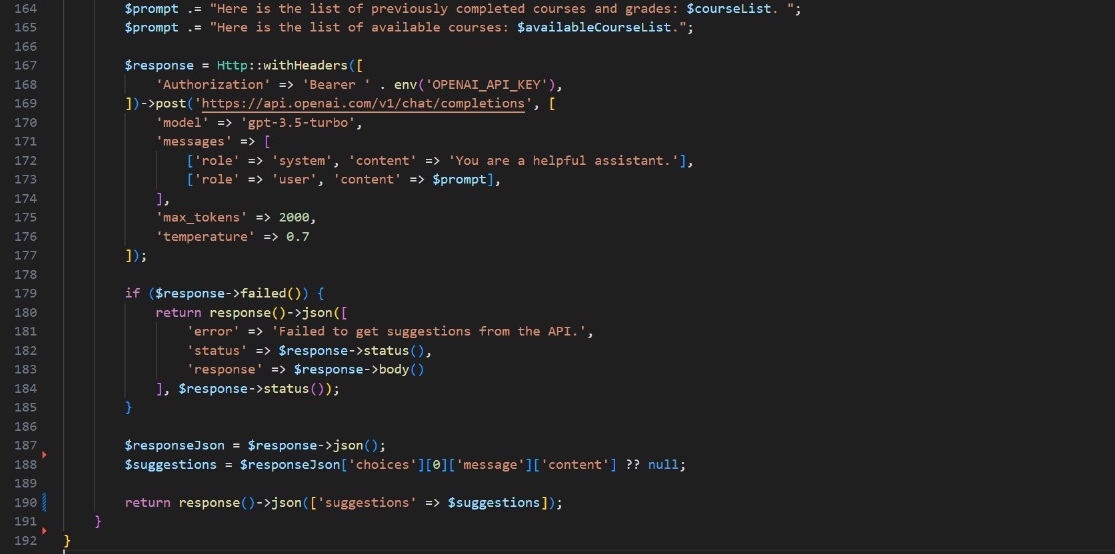 164 $prompt .= "Here is the list of previously completed courses and grades: $courseList. ";
165 $prompt .= "Here is the list of available courses: $availableCourseList.";
166
167 $response = Http::withHeaders([
168 'Authorization' => 'Bearer ' . env('OPENAI_API_KEY'),
169 ])->post('https://api.openai.com/v1/chat/completions', [
170 'model' => 'gpt-3.5-turbo',
171 'messages' => [
172 ['role' => 'system', 'content' => 'You are a helpful assistant.'],
173 ['role' => 'user', 'content' => $prompt],
174 ],
175 'max_tokens' => 2000,
176 'temperature' => 0.7
177 ]);
178
179 if ($response->failed()) {
180 return response()->json([
181 'error' => 'Failed to get suggestions from the API.',
182 'status' => $response->status(),
183 'response' => $response->body()
184 ], $response->status());
185 }
186
187 $responseJson = $response->json();
188 $suggestions = $responseJson['choices'][0]['message']['content'] ?? null;
189
190 return response()->json(['suggestions' => $suggestions]);
191 }
192 }